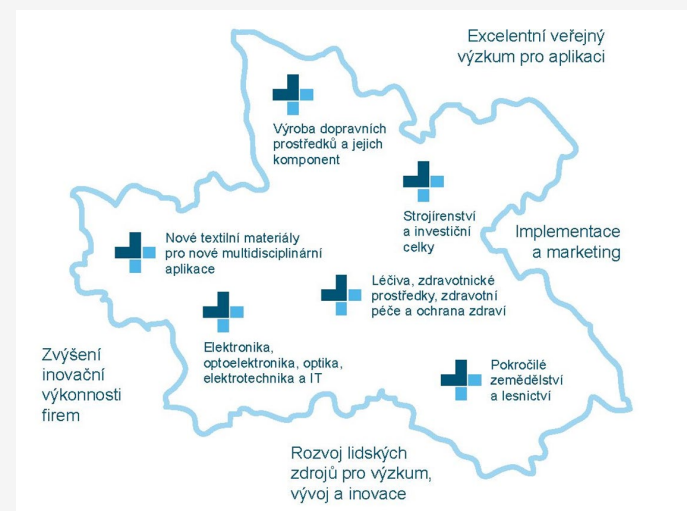 Excelentní veřejný
výzkum pro aplikaci
Výroba dopravních
prostředků a jejich
komponent
Strojírenství
a investiční
celky
Implementace
a marketing
Nové textilní materiály
pro nové multidisciplinární
aplikace
Léčiva, zdravotnické
prostředky, zdravotní
péče a ochrana zdraví
Elektronika,
optoelektronika, optika,
elektrotechnika a IT
Zvýšení
inovační
výkonnosti
firem
Pokročilé
zemědělství
a lesnictví
Rozvoj lidských
zdrojů pro výzkum,
vývoj a inovace